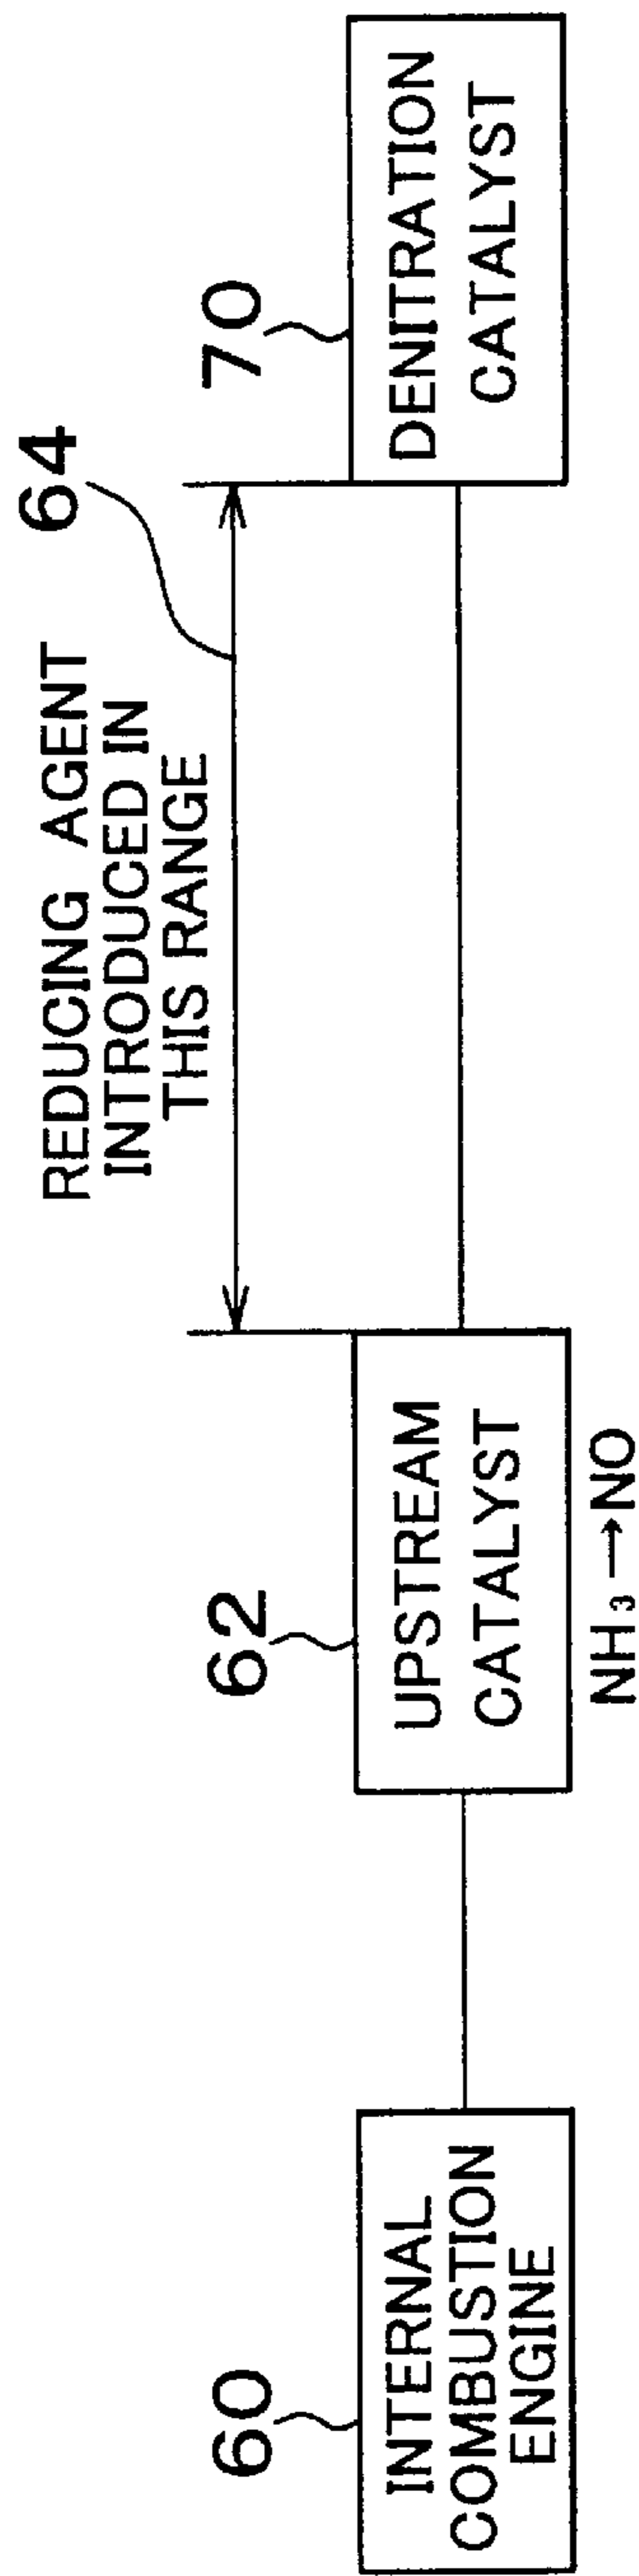 REDUCING AGENT
INTRODUCED IN
THIS RANGE
64
60
62
70
INTERNAL
COMBUSTION
ENGINE
UPSTREAM
CATALYST
DENITRATION
CATALYST
NH₃ → NO